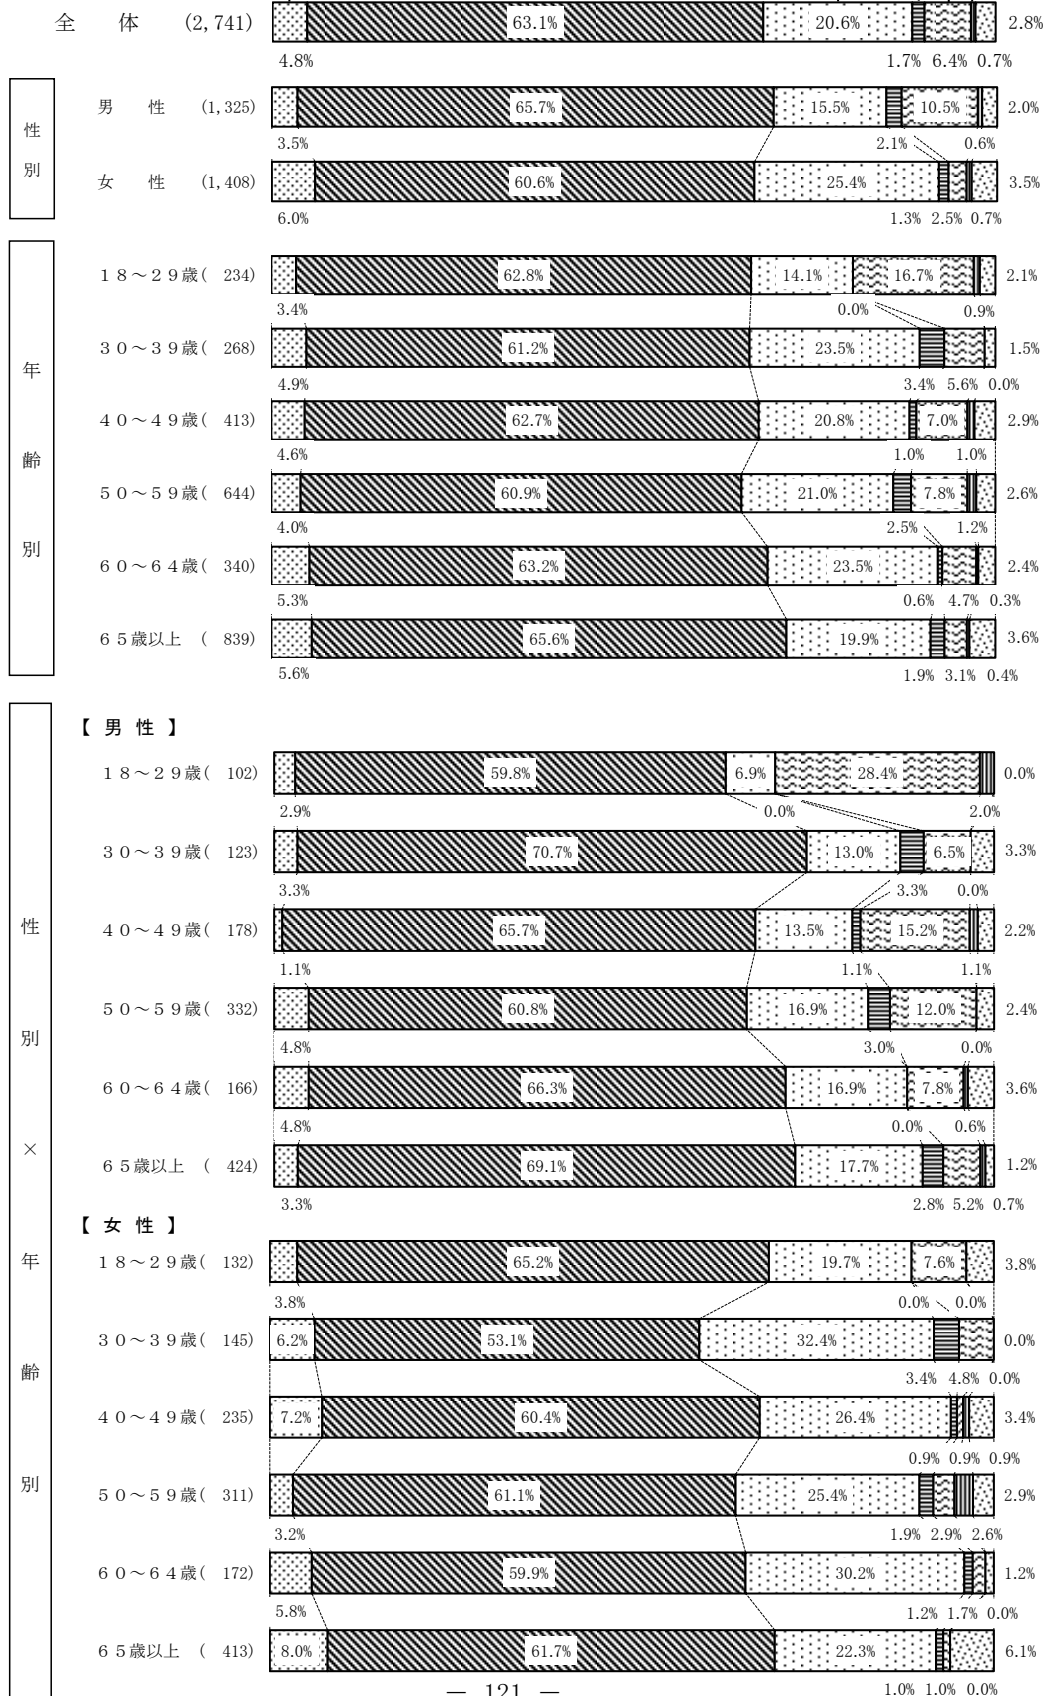 全　体　(2,741)　63.1%　20.6%　2.8%
4.8%　1.7%　6.4%　0.7%
性別
男　性　(1,325)　65.7%　15.5%　10.5%　2.0%
3.5%　2.1%　0.6%
女　性　(1,408)　60.6%　25.4%　3.5%
6.0%　1.3%　2.5%　0.7%
年齢別
１８～２９歳(　234)　62.8%　14.1%　16.7%　2.1%
3.4%　0.0%　0.9%
３０～３９歳(　268)　61.2%　23.5%　1.5%
4.9%　3.4%　5.6%　0.0%
４０～４９歳(　413)　62.7%　20.8%　7.0%　2.9%
4.6%　1.0%　1.0%
５０～５９歳(　644)　60.9%　21.0%　7.8%　2.6%
4.0%　2.5%　1.2%
６０～６４歳(　340)　63.2%　23.5%　2.4%
5.3%　0.6%　4.7%　0.3%
６５歳以上　(　839)　65.6%　19.9%　3.6%
5.6%　1.9%　3.1%　0.4%
性別×年齢別
【 男 性 】
１８～２９歳(　102)　59.8%　6.9%　28.4%　0.0%
2.9%　0.0%　2.0%
３０～３９歳(　123)　70.7%　13.0%　6.5%　3.3%
3.3%　3.3%　0.0%
４０～４９歳(　178)　65.7%　13.5%　15.2%　2.2%
1.1%　1.1%　1.1%
５０～５９歳(　332)　60.8%　16.9%　12.0%　2.4%
4.8%　3.0%　0.0%
６０～６４歳(　166)　66.3%　16.9%　7.8%　3.6%
4.8%　0.0%　0.6%
６５歳以上　(　424)　69.1%　17.7%　1.2%
3.3%　2.8%　5.2%　0.7%
【 女 性 】
１８～２９歳(　132)　65.2%　19.7%　7.6%　3.8%
3.8%　0.0%　0.0%
３０～３９歳(　145)　6.2%　53.1%　32.4%　0.0%
3.4%　4.8%　0.0%
４０～４９歳(　235)　7.2%　60.4%　26.4%　3.4%
0.9%　0.9%　0.9%
５０～５９歳(　311)　61.1%　25.4%　2.9%
3.2%　1.9%　2.9%　2.6%
６０～６４歳(　172)　59.9%　30.2%　1.2%
5.8%　1.2%　1.7%　0.0%
６５歳以上　(　413)　8.0%　61.7%　22.3%　6.1%
1.0%　1.0%　0.0%
― 121 ―